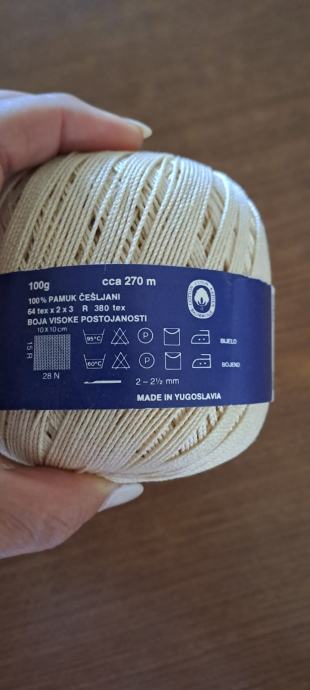 100g cca 270 m
100% PAMUK ČEŠLJANI
64 tex x 2 x 3 R 380 tex
BOJA VISOKE POSTOJANOSTI
10 X 10 cm
15 R
95°C P BIJELO
28 N
60°C P BOJENO
2 – 2½ mm
MADE IN YUGOSLAVIA